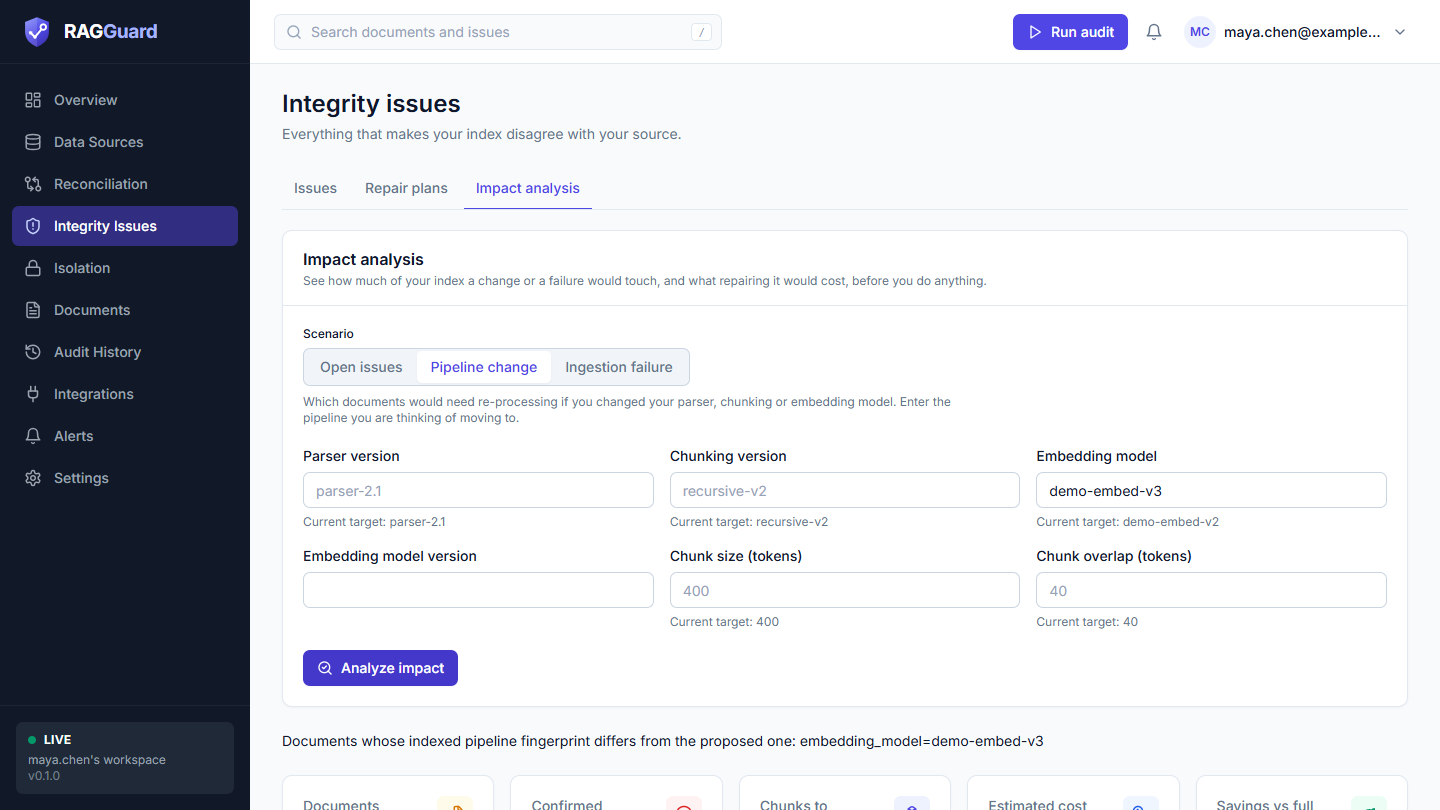 RAGGuard
Search documents and issues
/
Run audit
MC
maya.chen@example...
Overview
Data Sources
Reconciliation
Integrity Issues
Isolation
Documents
Audit History
Integrations
Alerts
Settings
LIVE
maya.chen's workspace
v0.1.0
Integrity issues
Everything that makes your index disagree with your source.
Issues
Repair plans
Impact analysis
Impact analysis
See how much of your index a change or a failure would touch, and what repairing it would cost, before you do anything.
Scenario
Open issues
Pipeline change
Ingestion failure
Which documents would need re-processing if you changed your parser, chunking or embedding model. Enter the
pipeline you are thinking of moving to.
Parser version
Chunking version
Embedding model
parser-2.1
recursive-v2
demo-embed-v3
Current target: parser-2.1
Current target: recursive-v2
Current target: demo-embed-v2
Embedding model version
Chunk size (tokens)
Chunk overlap (tokens)
400
40
Current target: 400
Current target: 40
Analyze impact
Documents whose indexed pipeline fingerprint differs from the proposed one: embedding_model=demo-embed-v3
Documents
Confirmed
Chunks to
Estimated cost
Savings vs full